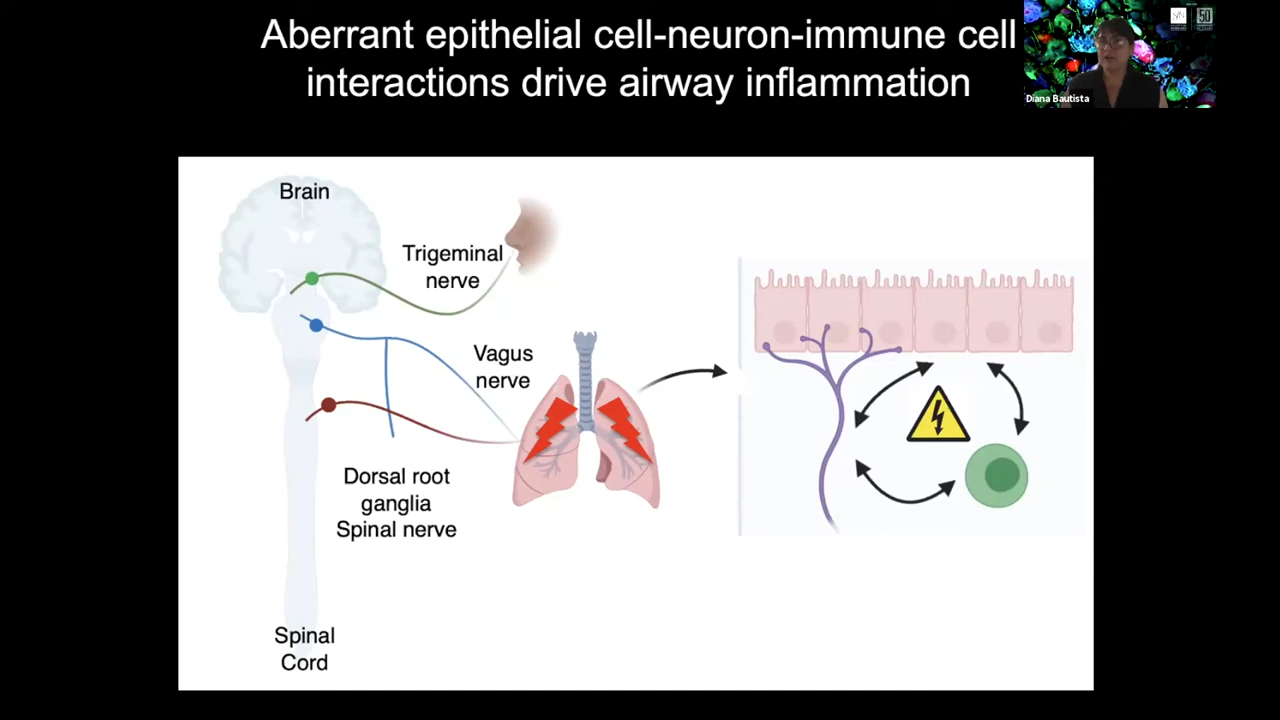 Aberrant epithelial cell-neuron-immune cell
interactions drive airway inflammation
Diana Bautista
Brain
Trigeminal
nerve
Vagus
nerve
Dorsal root
ganglia
Spinal nerve
Spinal
Cord
50